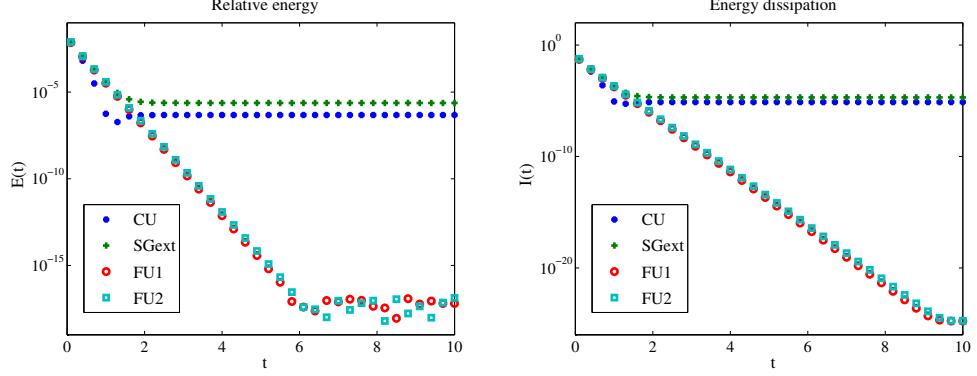 Relative energy
10^-5
10^-10
10^-15
E(t)
CU
SGext
FU1
FU2
0 2 4 6 8 10
t
Energy dissipation
10^0
10^-10
10^-20
I(t)
CU
SGext
FU1
FU2
0 2 4 6 8 10
t